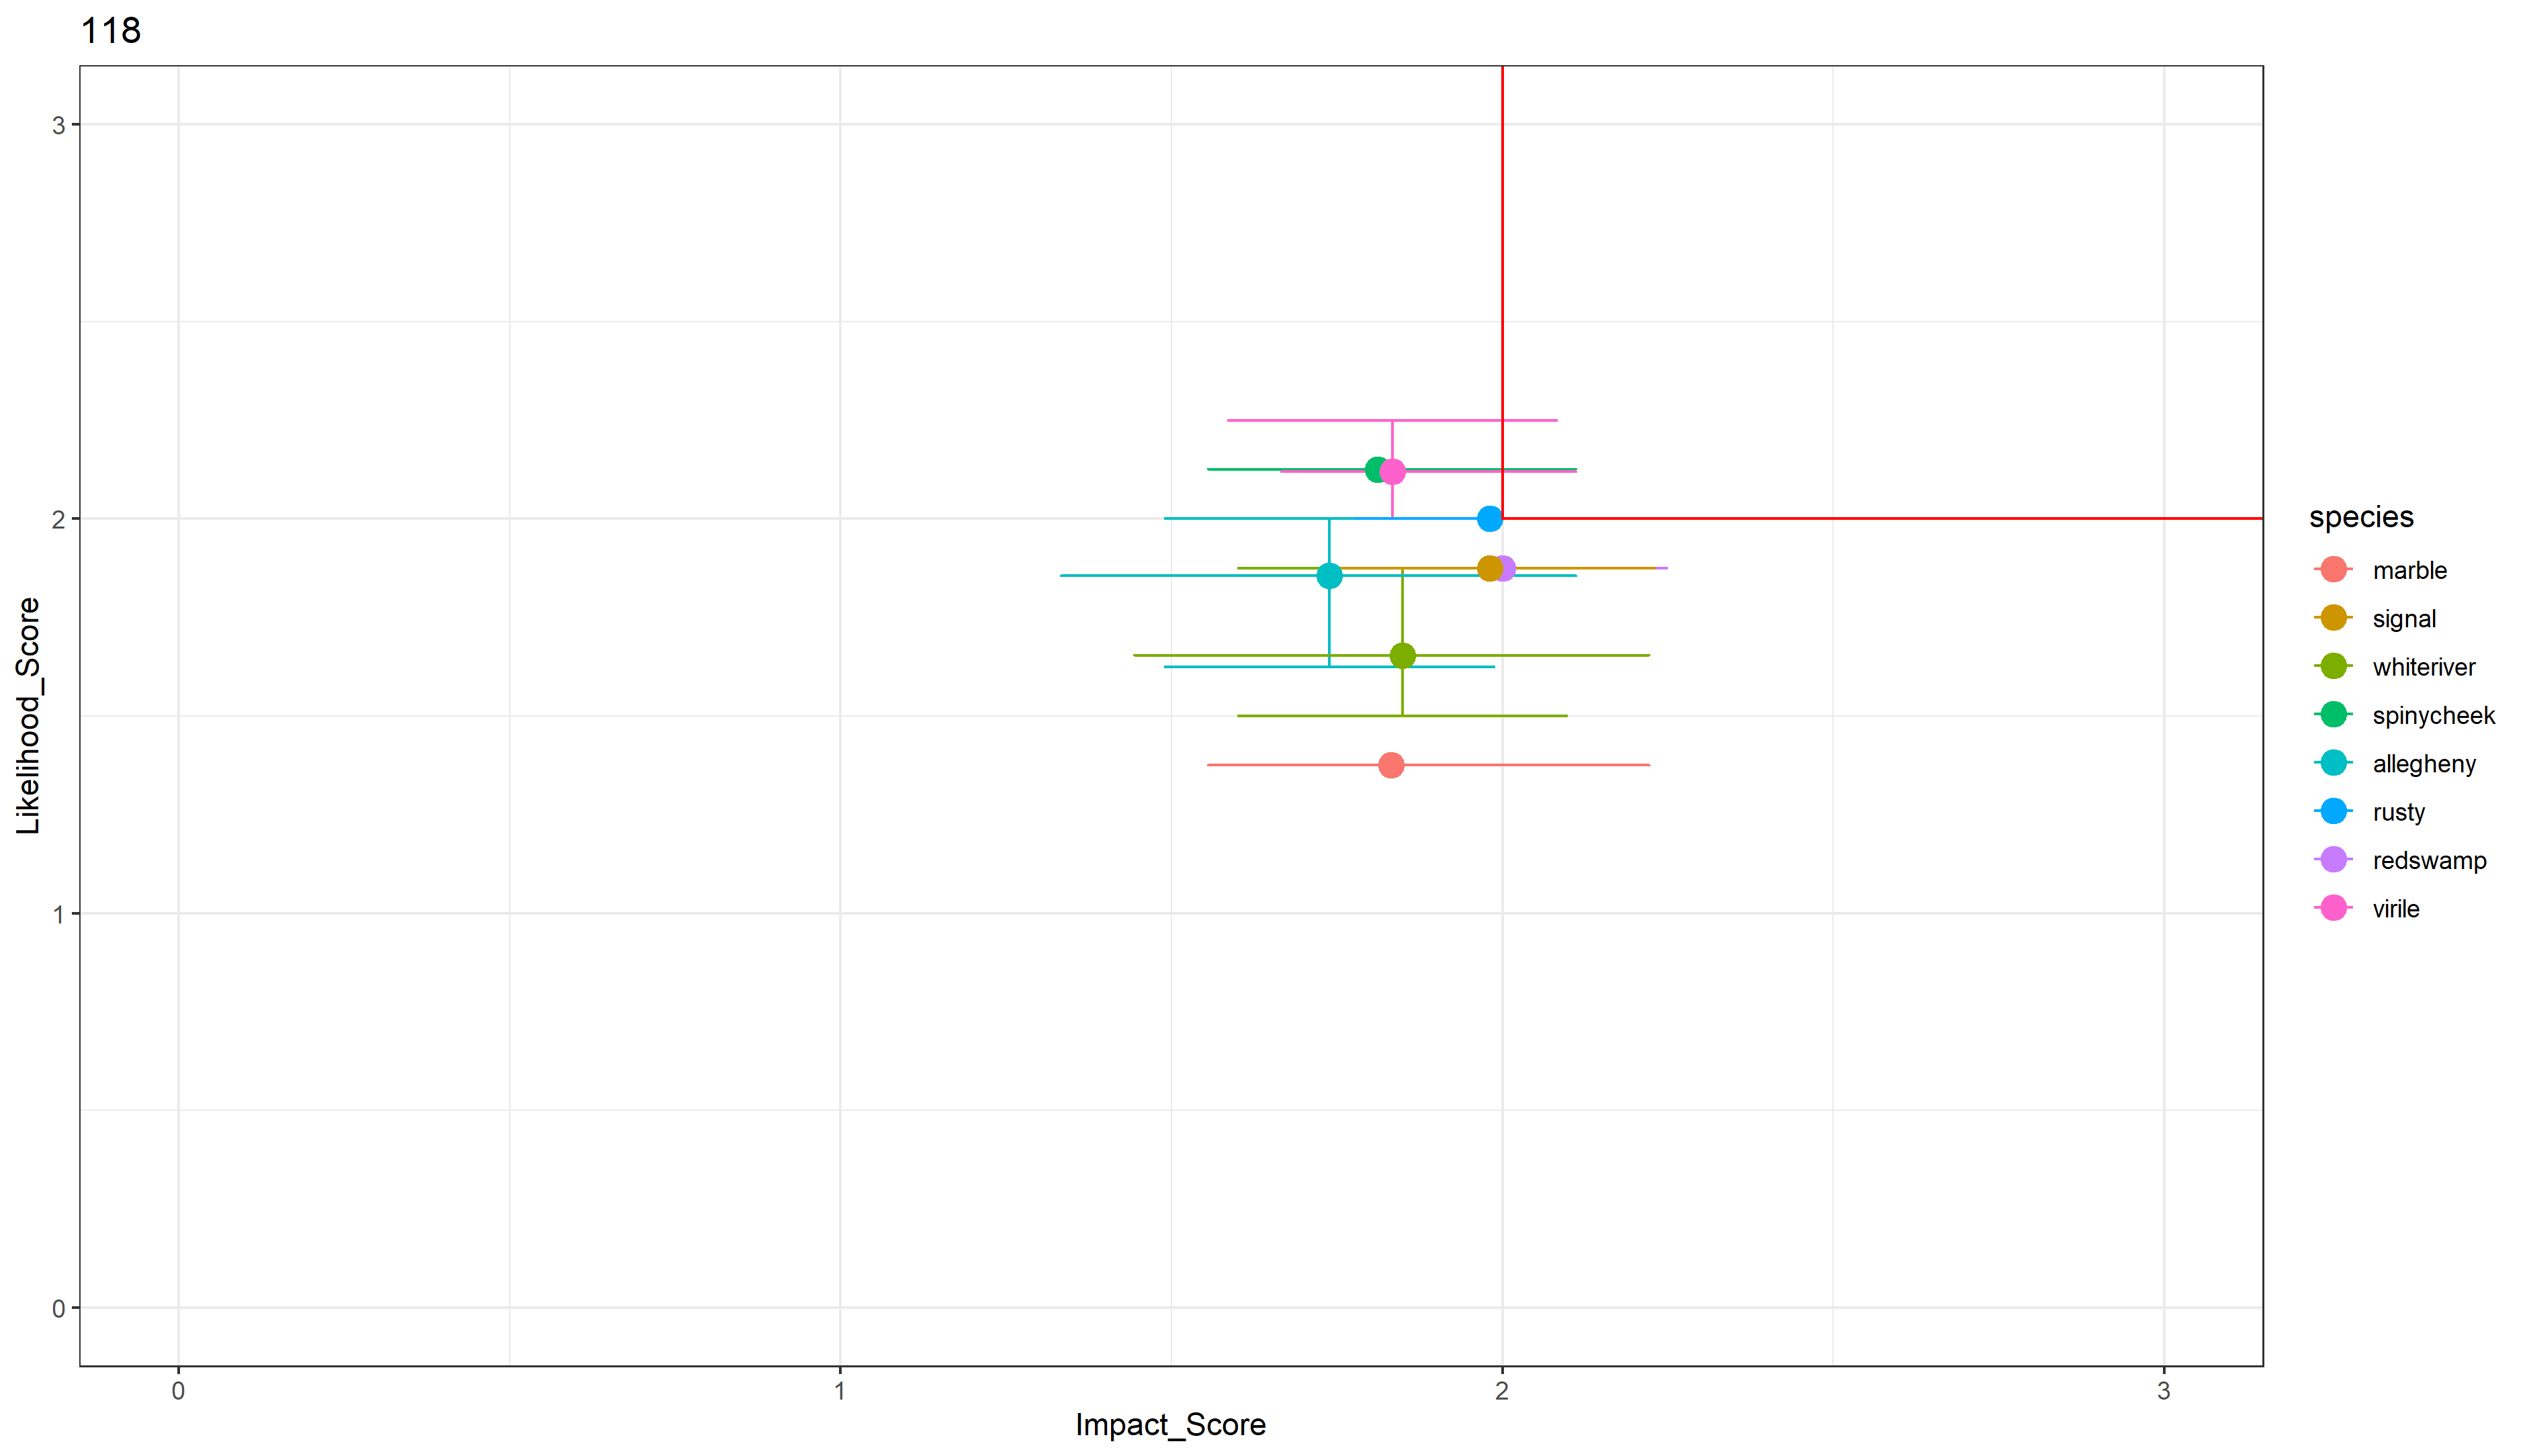 118
3
2
1
0
Likelihood_Score
0
1
2
3
Impact_Score
species
marble
signal
whiteriver
spinycheek
allegheny
rusty
redswamp
virile